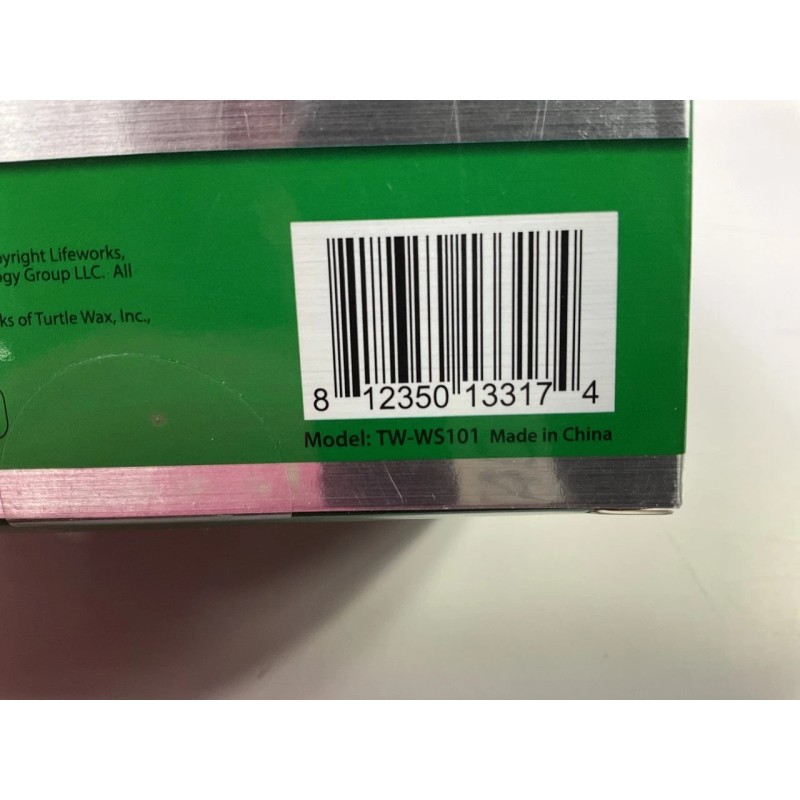 pyright Lifeworks,
ogy Group LLC. All
ks of Turtle Wax, Inc.,
8 12350 13317 4
Model: TW-WS101 Made in China